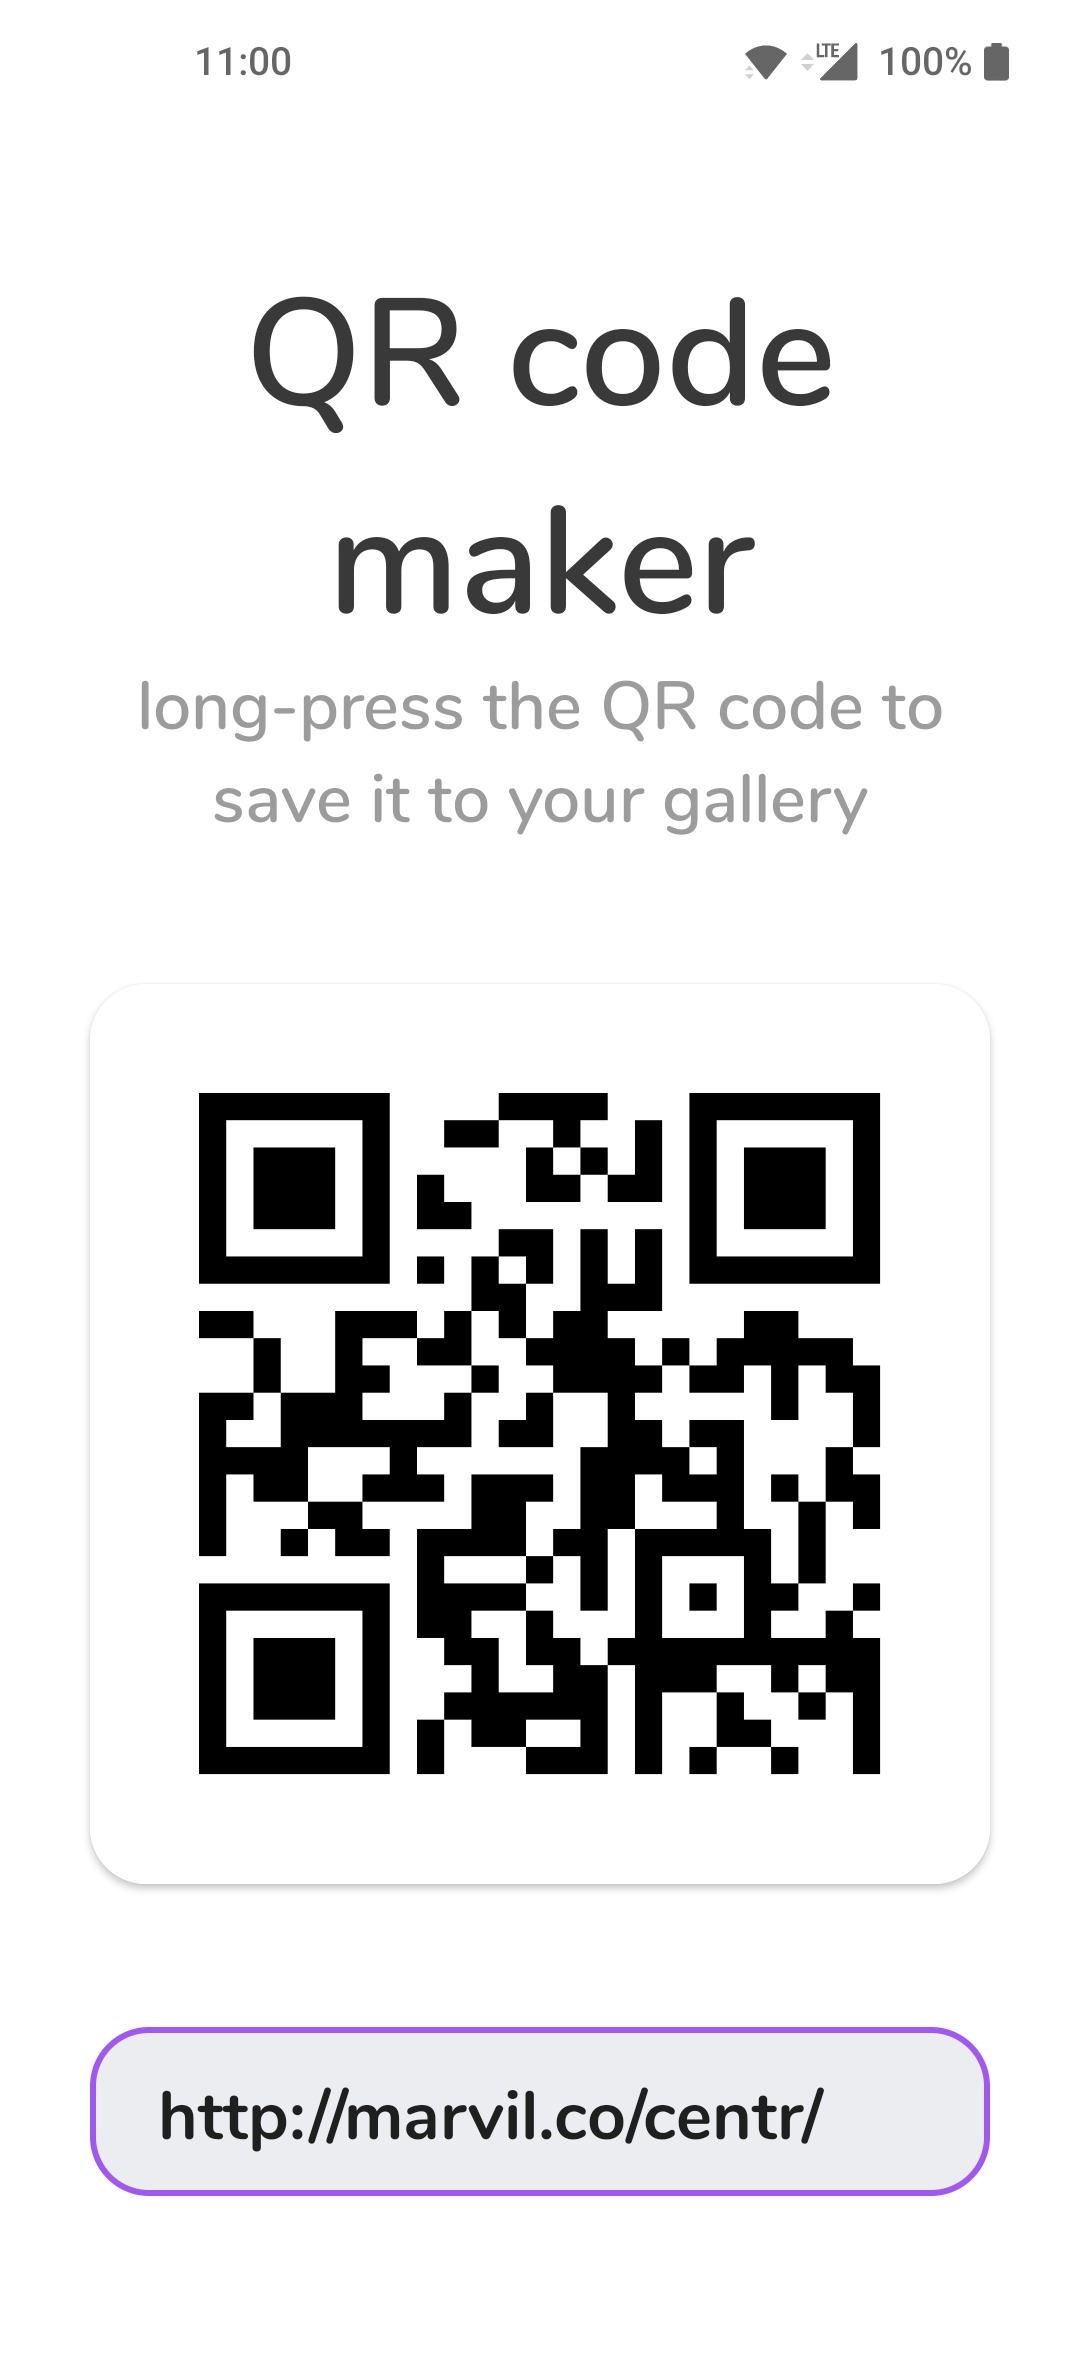 11:00
LTE
100%
QR code
maker
long-press the QR code to
save it to your gallery
http://marvil.co/centr/